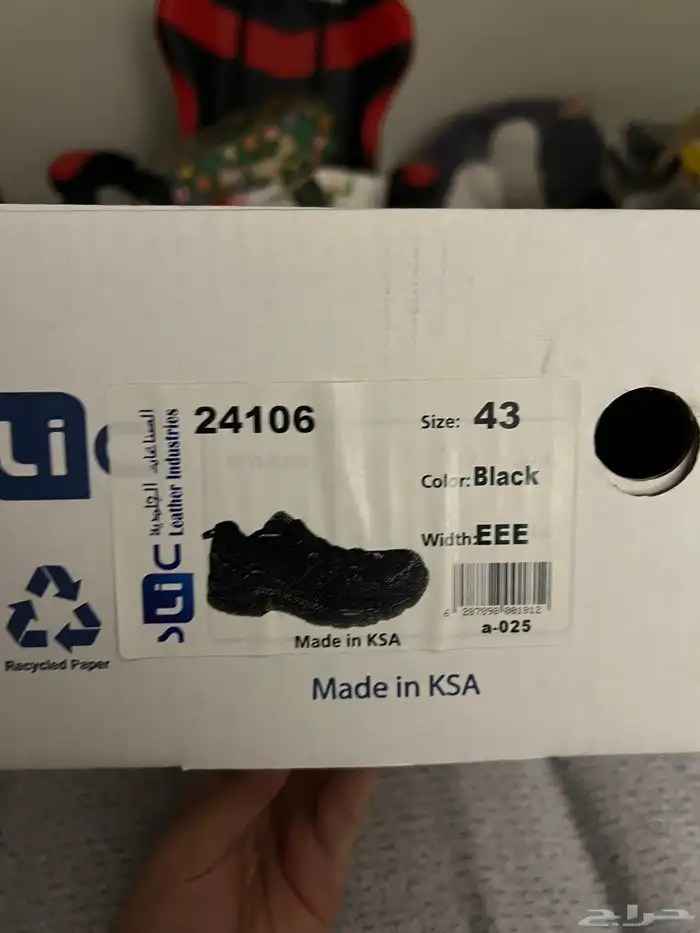 24106
Size: 43
Color: Black
Width: EEE
SLiC
الصناعات الجلدية
Leather Industries
Made in KSA
a-025
Li
Recycled Paper
Made in KSA
حراج